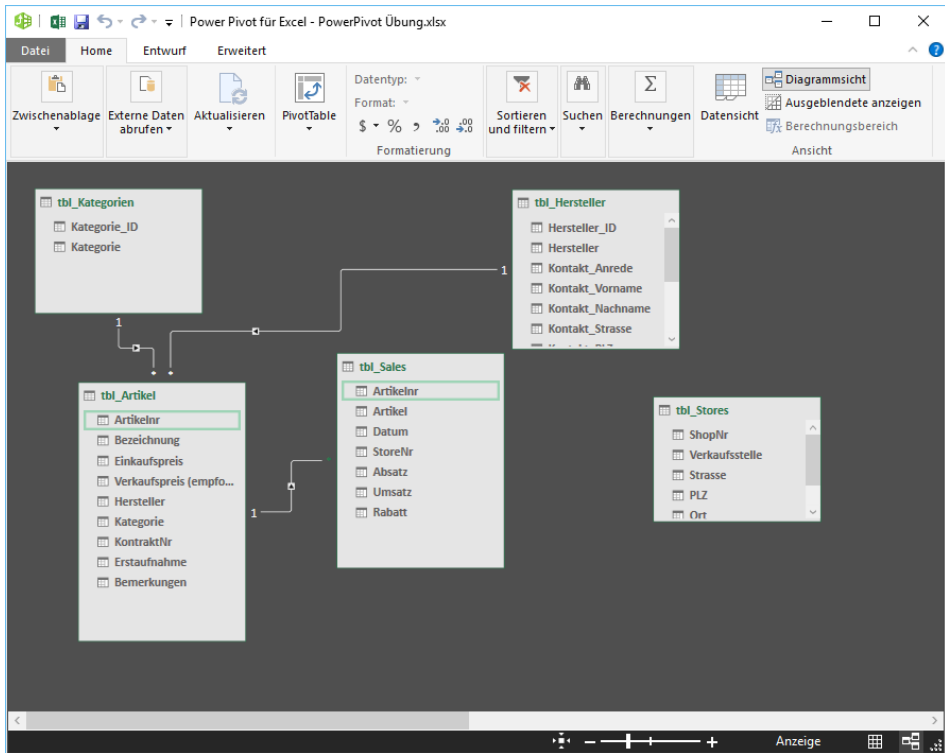 Power Pivot für Excel - PowerPivot Übung.xlsx
Datei Home Entwurf Erweitert
Zwischenablage
Externe Daten abrufen
Aktualisieren
PivotTable
Datentyp:
Format:
$ % 
Formatierung
Sortieren und filtern
Suchen
Berechnungen
Datensicht
Diagrammsicht
Ausgeblendete anzeigen
Berechnungsbereich
Ansicht
tbl_Kategorien
Kategorie_ID
Kategorie
1
tbl_Hersteller
Hersteller_ID
Hersteller
Kontakt_Anrede
Kontakt_Vorname
Kontakt_Nachname
Kontakt_Strasse
1
tbl_Artikel
Artikelnr
Bezeichnung
Einkaufspreis
Verkaufspreis (empfo...
Hersteller
Kategorie
KontraktNr
Erstaufnahme
Bemerkungen
1
tbl_Sales
Artikelnr
Artikel
Datum
StoreNr
Absatz
Umsatz
Rabatt
tbl_Stores
ShopNr
Verkaufsstelle
Strasse
PLZ
Ort
Anzeige